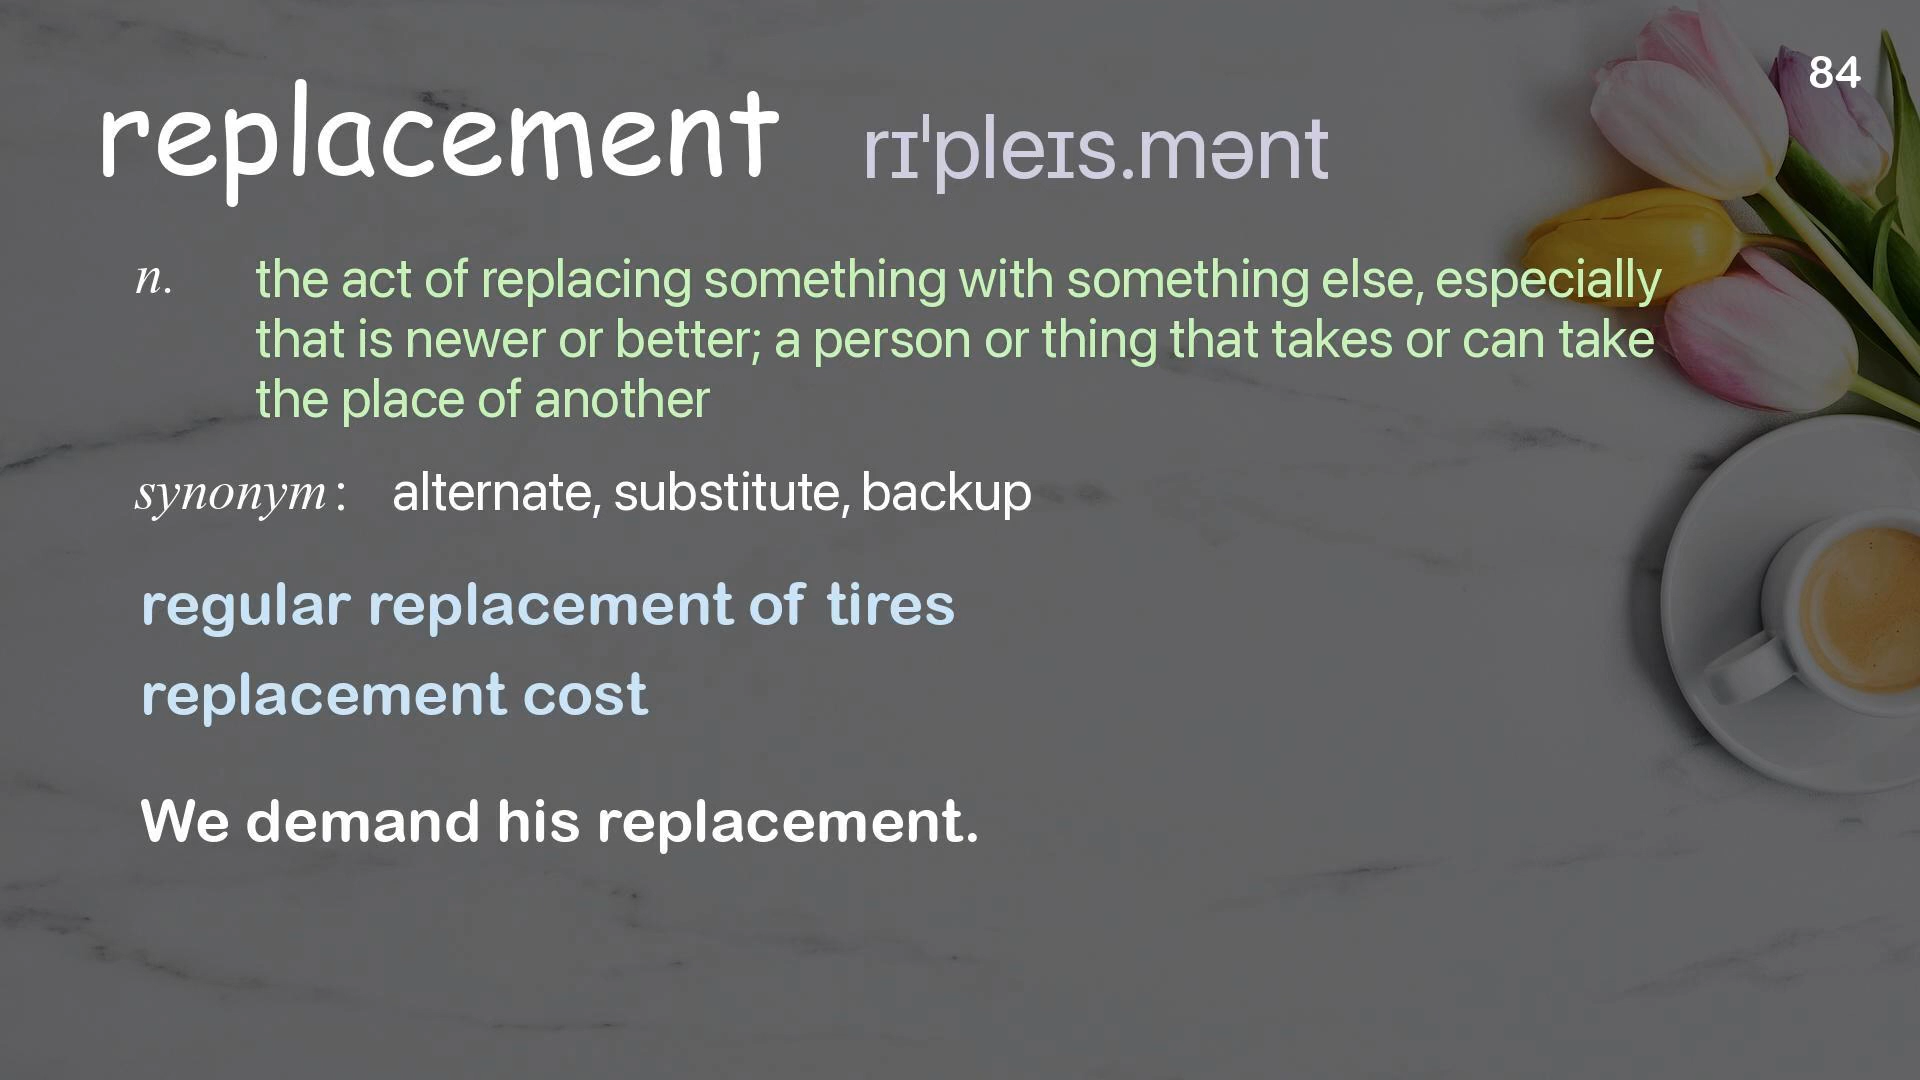 84
replacement rɪˈpleɪs.mənt
n. the act of replacing something with something else, especially
that is newer or better; a person or thing that takes or can take
the place of another
synonym : alternate, substitute, backup
regular replacement of tires
replacement cost
We demand his replacement.